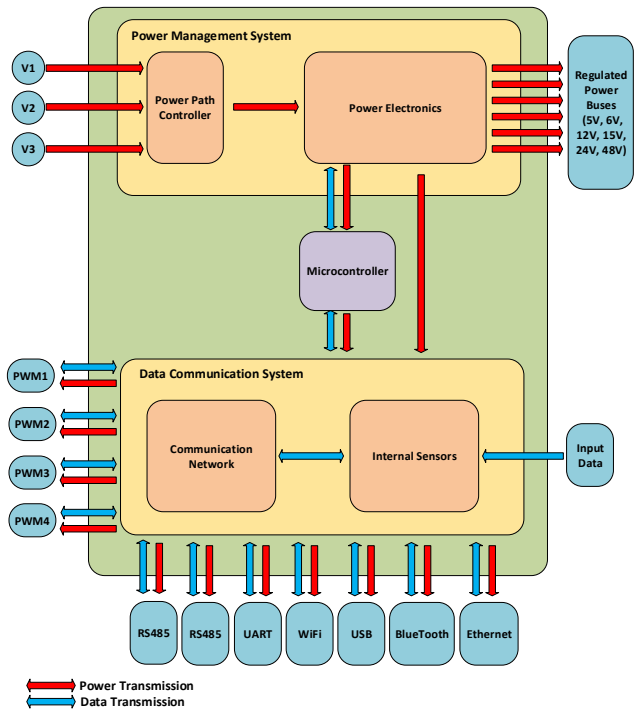 Power Management System
V1
V2
V3
Power Path
Controller
Power Electronics
Regulated
Power
Buses
(5V, 6V,
12V, 15V,
24V, 48V)
Microcontroller
Data Communication System
PWM1
PWM2
PWM3
PWM4
Communication
Network
Internal Sensors
Input
Data
RS485
RS485
UART
WiFi
USB
BlueTooth
Ethernet
Power Transmission
Data Transmission